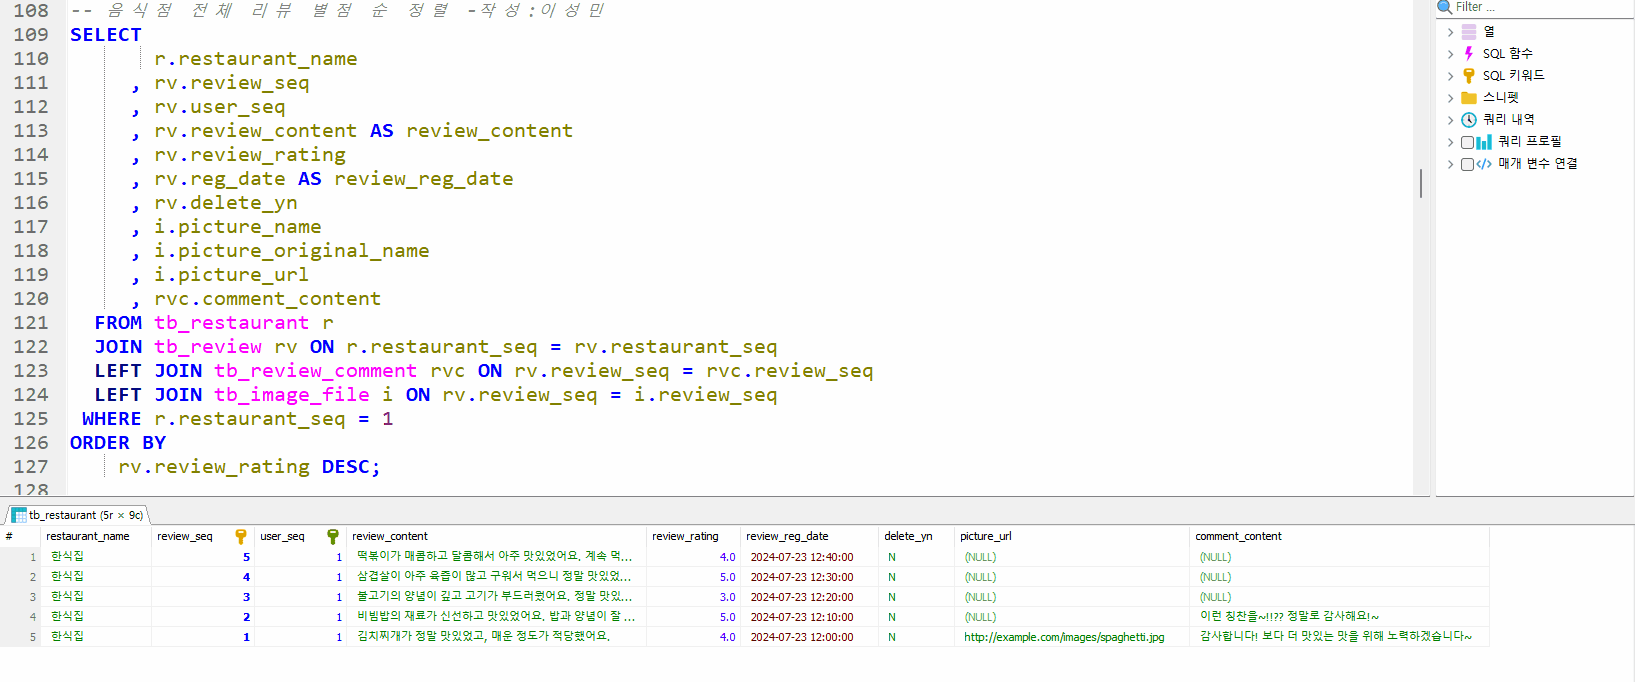 108 -- 음식점 전체 리뷰 별점 순 정렬 -작성:이성민
109 SELECT
110 r.restaurant_name
111 , rv.review_seq
112 , rv.user_seq
113 , rv.review_content AS review_content
114 , rv.review_rating
115 , rv.reg_date AS review_reg_date
116 , rv.delete_yn
117 , i.picture_name
118 , i.picture_original_name
119 , i.picture_url
120 , rvc.comment_content
121 FROM tb_restaurant r
122 JOIN tb_review rv ON r.restaurant_seq = rv.restaurant_seq
123 LEFT JOIN tb_review_comment rvc ON rv.review_seq = rvc.review_seq
124 LEFT JOIN tb_image_file i ON rv.review_seq = i.review_seq
125 WHERE r.restaurant_seq = 1
126 ORDER BY
127 rv.review_rating DESC;
128
Filter ...
열
SQL 함수
SQL 키워드
스니펫
쿼리 내역
쿼리 프로필
매개 변수 연결
tb_restaurant (5r × 9c)
# restaurant_name review_seq user_seq review_content review_rating review_reg_date delete_yn picture_url comment_content
1 한식집 5 1 떡볶이가 매콤하고 달콤해서 아주 맛있었어요. 계속 먹... 4.0 2024-07-23 12:40:00 N (NULL) (NULL)
2 한식집 4 1 삼겹살이 아주 육즙이 많고 구워서 먹으니 정말 맛있었... 5.0 2024-07-23 12:30:00 N (NULL) (NULL)
3 한식집 3 1 불고기의 양념이 깊고 고기가 부드러웠어요. 정말 맛있... 3.0 2024-07-23 12:20:00 N (NULL) (NULL)
4 한식집 2 1 비빔밥의 재료가 신선하고 맛있었어요. 밥과 양념이 잘 ... 5.0 2024-07-23 12:10:00 N (NULL) 이런 칭찬을~!!?? 정말로 감사해요!~
5 한식집 1 1 김치찌개가 정말 맛있었고, 매운 정도가 적당했어요. 4.0 2024-07-23 12:00:00 N http://example.com/images/spaghetti.jpg 감사합니다! 보다 더 맛있는 맛을 위해 노력하겠습니다~